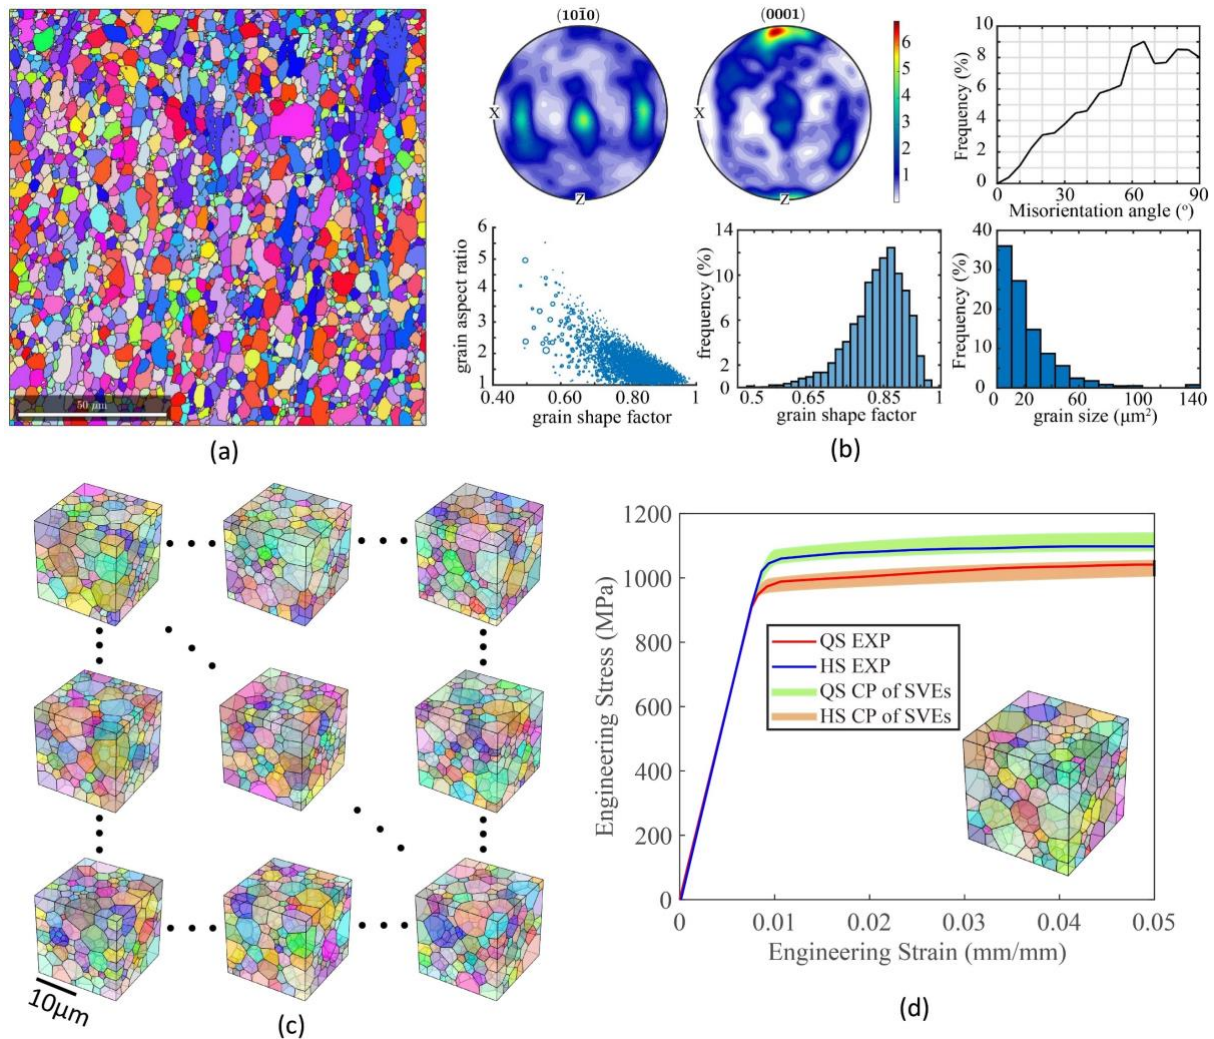 50 μm
(a)
(101̄0)
(0001)
X
Z
X
Z
6
5
4
3
2
1
Frequency (%)
10
8
6
4
2
0
0
30
60
90
Misorientation angle (°)
grain aspect ratio
6
5
4
3
2
1
0.40
0.60
0.80
1
grain shape factor
frequency (%)
14
10
6
2
0
0.5
0.65
0.85
1
grain shape factor
Frequency (%)
40
30
20
10
0
0
20
60
100
140
grain size (μm²)
(b)
10μm
(c)
Engineering Stress (MPa)
1200
1000
800
600
400
200
0
QS EXP
HS EXP
QS CP of SVEs
HS CP of SVEs
0
0.01
0.02
0.03
0.04
0.05
Engineering Strain (mm/mm)
(d)